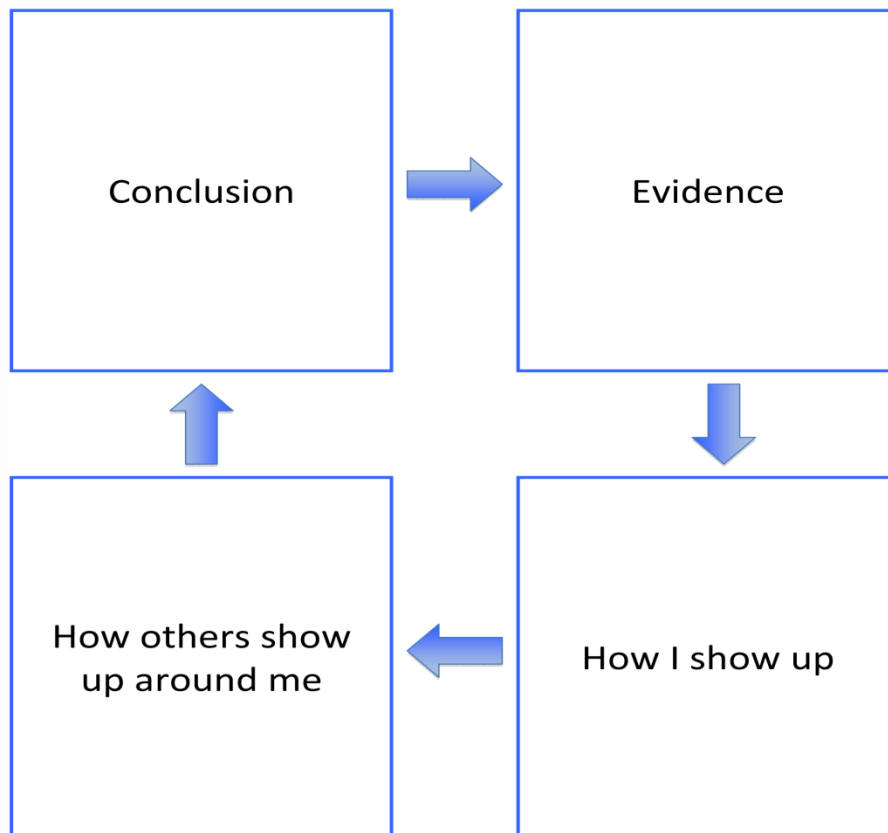 Conclusion
Evidence
How others show
up around me
How I show up